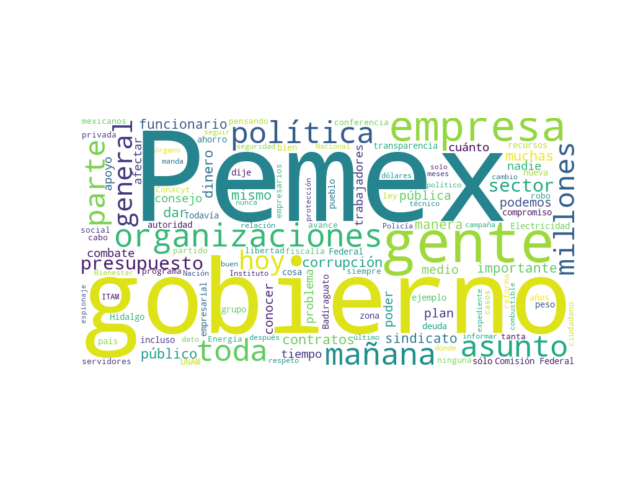 mexicanos
funcionario
pensando
conferencia
empresa
privada
seguir
ahorro
política
transparencia
cuánto
recursos
parte
general
afectar
apoyo
Pemex
seguridad
bien
Nacional
trabajadores
muchas
nadie
millones
órgano
manda
dinero
dije
empresarios
solo
meses
dólares
nueva
sector
Conacyt
mismo
nunca
protección
pueblo
ley
político
cambio
robo
consejo
pública
técnico
podemos
dar
Todavía
compromiso
social
cabo
autoridad
relación
avance
Policía
manera
campaña
Electricidad
organizaciones
gente
combate
partido
libertad
fiscalía
Federal
presupuesto
hoy
corrupción
medio
importante
Bienestar
programa
Nación
Instituto
cosa
siempre
gobierno
espionaje
ITAM
empresarial
conocer
problema
Badiraguato
poder
ejemplo
expediente
casos
combustible
reforma
años
peso
ciudadano
Hidalgo
grupo
zona
plan
deuda
país
incluso
dato
Energía
después
contratos
último
sindicato
informar
tanta
asunto
público
toda
tiempo
mañana
dónde
servidores
UNAM
respeto
ninguna
sólo
Comisión Federal